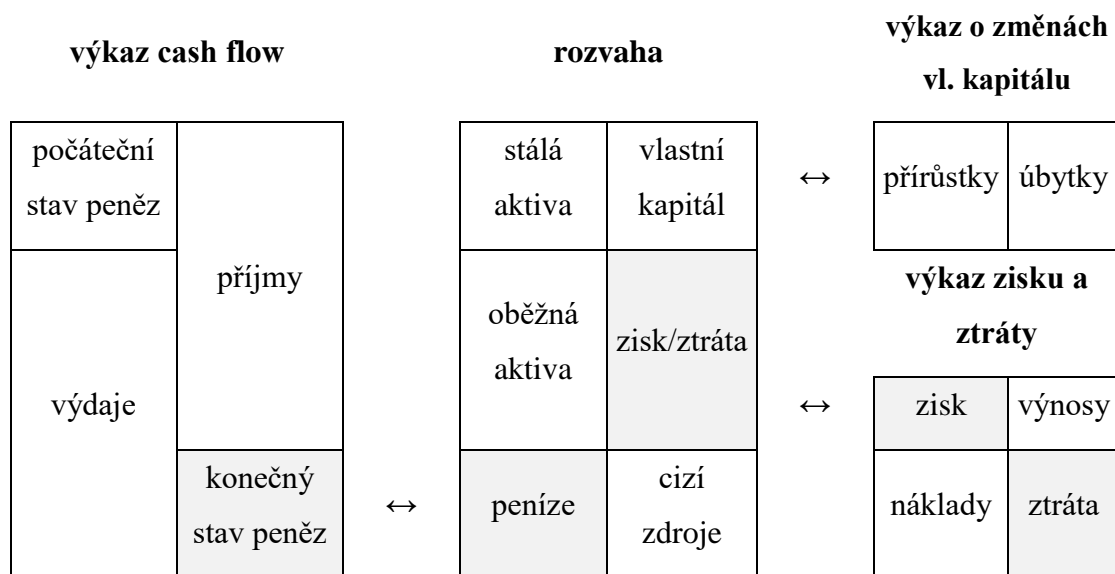 výkaz cash flow
počáteční
stav peněz
příjmy
výdaje
konečný
stav peněz
↔
rozvaha
stálá
aktiva
vlastní
kapitál
oběžná
aktiva
zisk/ztráta
peníze
cizí
zdroje
↔
↔
výkaz o změnách
vl. kapitálu
přírůstky
úbytky
výkaz zisku a
ztráty
zisk
výnosy
náklady
ztráta